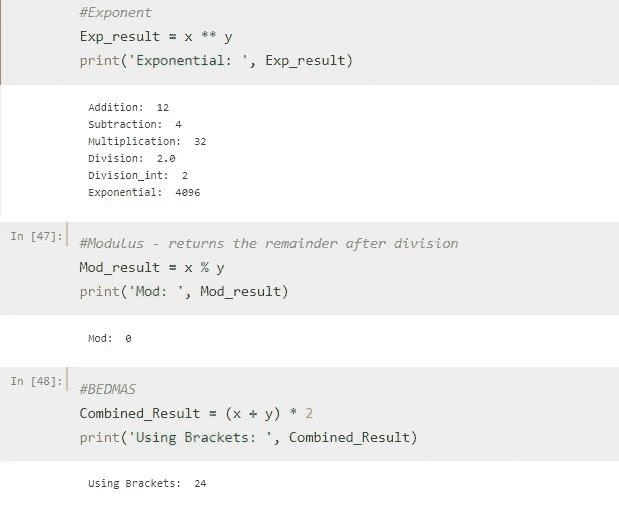 #Exponent
Exp_result = x ** y
print('Exponential: ', Exp_result)
Addition:  12
Subtraction:  4
Multiplication:  32
Division:  2.0
Division_int:  2
Exponential:  4096
In [47]: #Modulus - returns the remainder after division
Mod_result = x % y
print('Mod: ', Mod_result)
Mod:  0
In [48]: #BEDMAS
Combined_Result = (x + y) * 2
print('Using Brackets: ', Combined_Result)
Using Brackets:  24